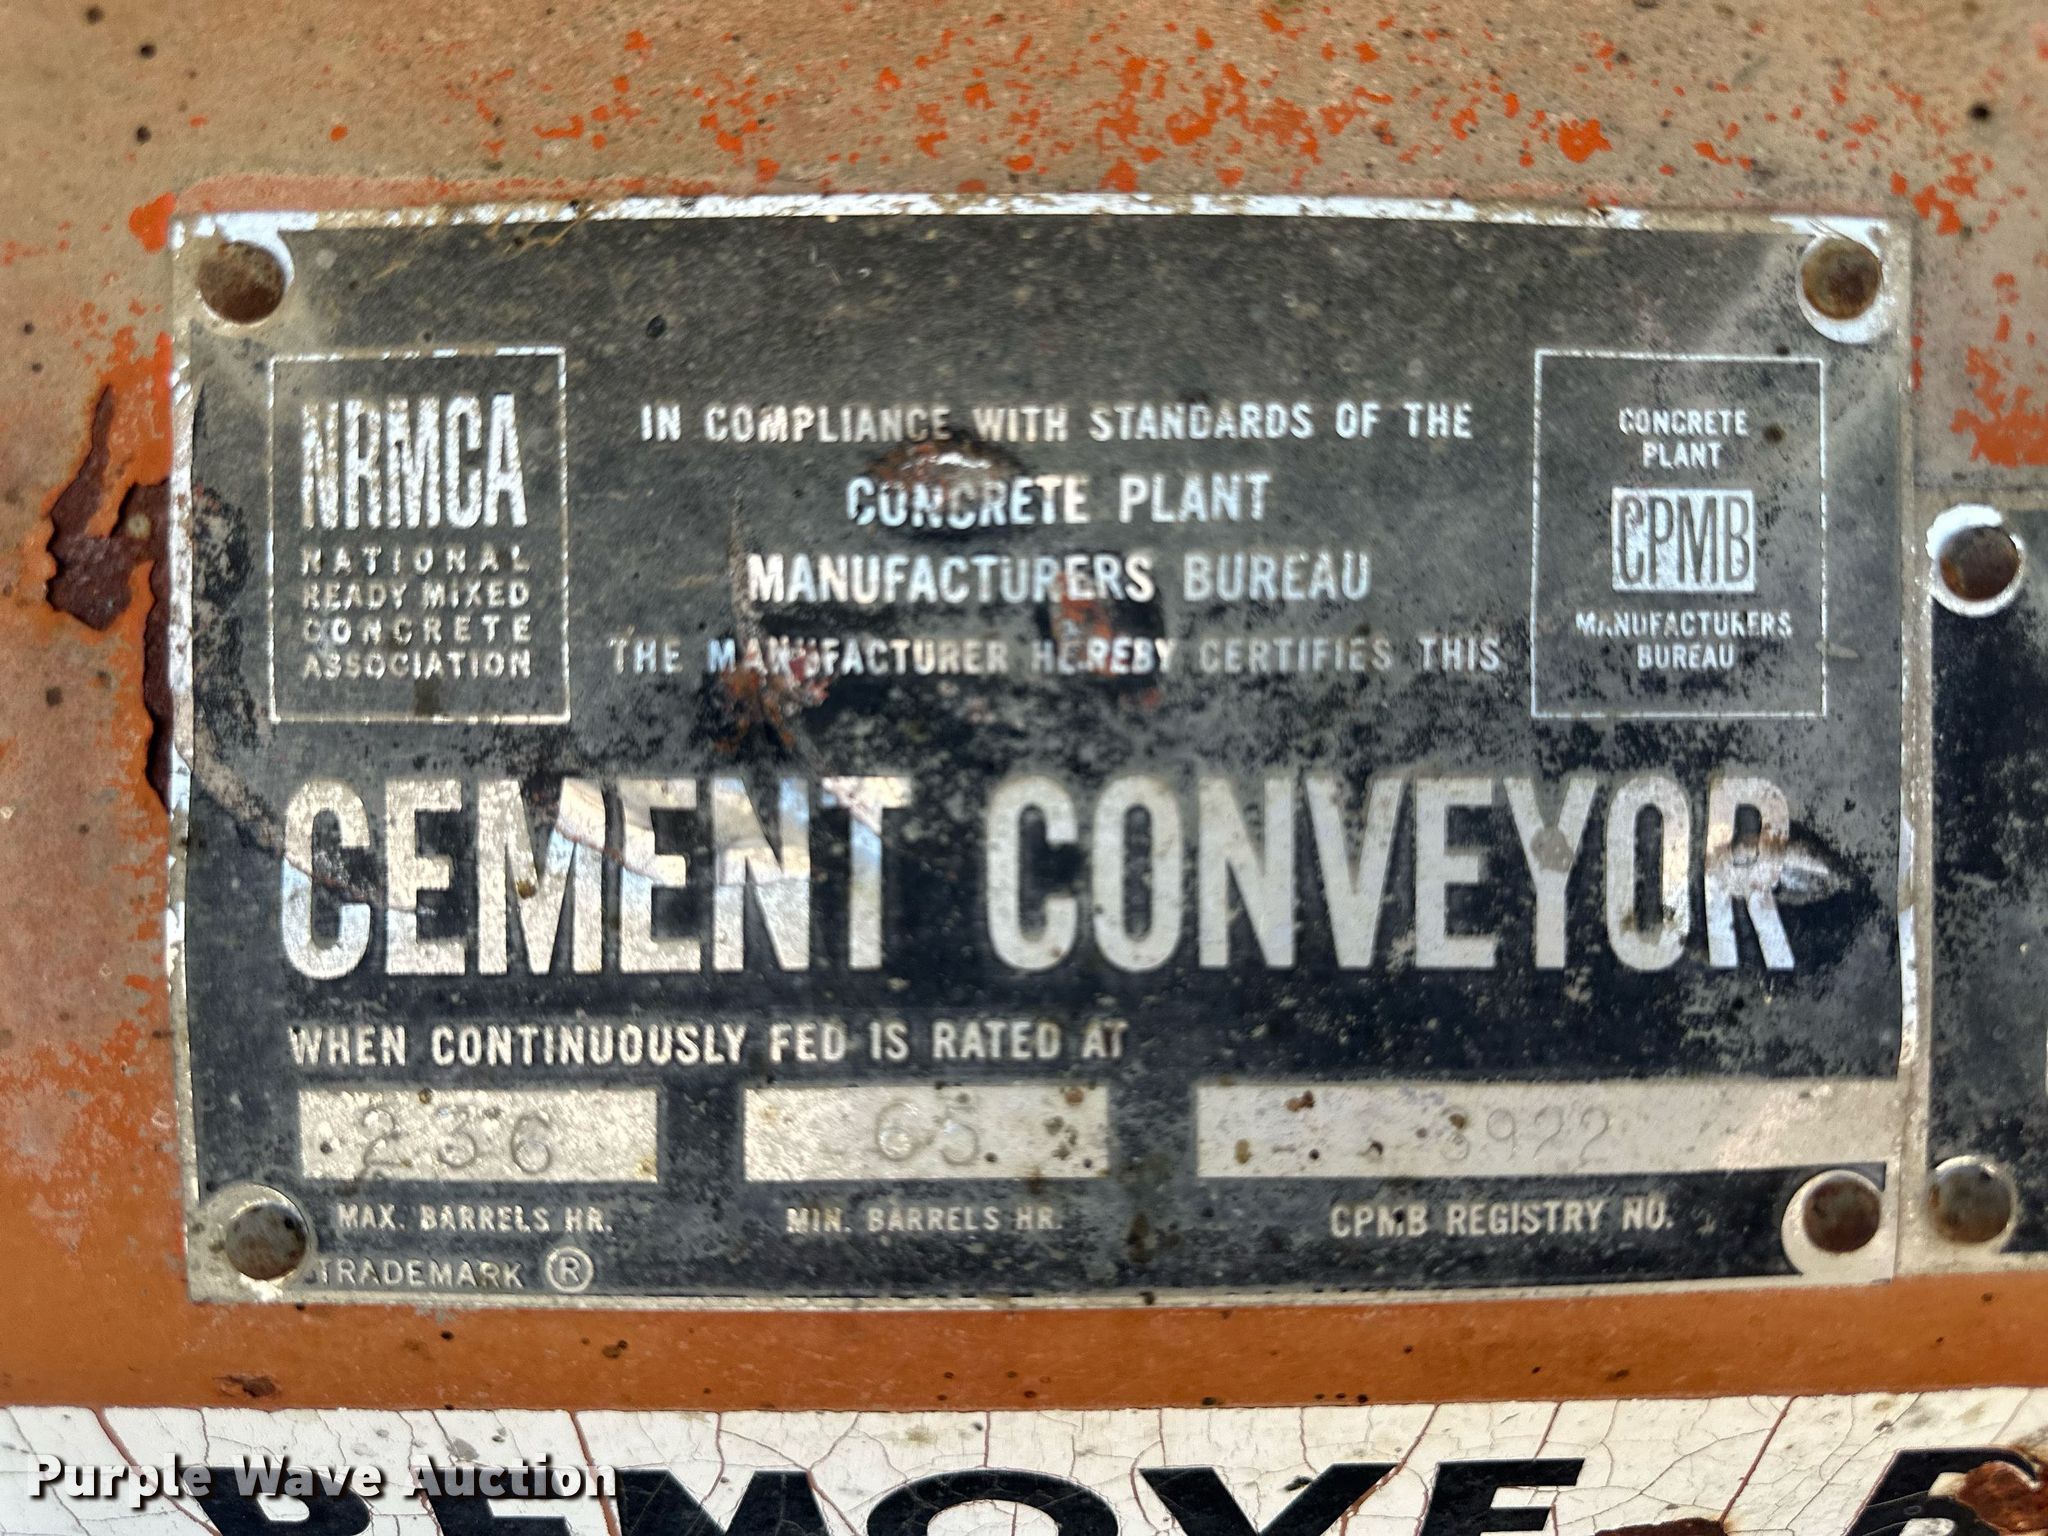 NRMCA
NATIONAL
READY MIXED
CONCRETE
ASSOCIATION
IN COMPLIANCE WITH STANDARDS OF THE
CONCRETE PLANT
MANUFACTURERS BUREAU
THE MANUFACTURER HEREBY CERTIFIES THIS
CONCRETE
PLANT
CPMB
MANUFACTURERS
BUREAU
CEMENT CONVEYOR
WHEN CONTINUOUSLY FED IS RATED AT
236
65
3922
MAX. BARRELS HR.
MIN. BARRELS HR.
CPMB REGISTRY NO.
TRADEMARK ®
REMOVE
Purple Wave Auction